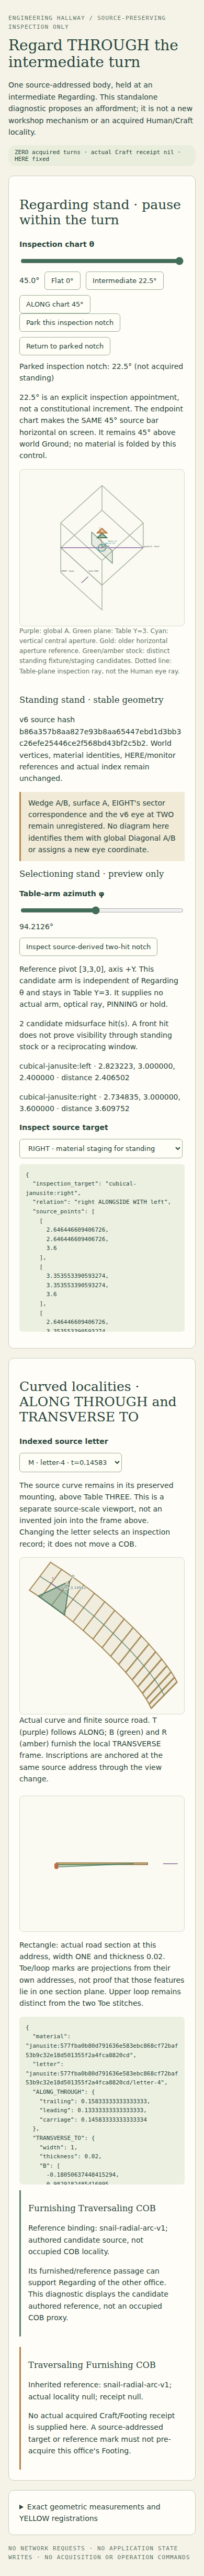 ENGINEERING HALLWAY / SOURCE-PRESERVING
INSPECTION ONLY
Regard THROUGH the
intermediate turn
One source-addressed body, held at an
intermediate Regarding. This standalone
diagnostic proposes an affordment; it is not a new
workshop mechanism or an acquired Human/Craft
locality.
ZERO acquired turns · actual Craft receipt nil ·
HERE fixed
Regarding stand · pause
within the turn
Inspection chart θ
45.0°
Flat 0°
Intermediate 22.5°
ALONG chart 45°
Park this inspection notch
Return to parked notch
Parked inspection notch: 22.5° (not acquired
standing)
22.5° is an explicit inspection appointment,
not a constitutional increment. The endpoint
chart makes the SAME 45° source bar
horizontal on screen. It remains 45° above
world Ground; no material is folded by this
control.
Purple: global A. Green plane: Table Y=3. Cyan:
vertical central aperture. Gold: older horizontal
aperture reference. Green/amber stock: distinct
standing fixture/staging candidates. Dotted line:
Table-plane inspection ray, not the Human eye ray.
Standing stand · stable geometry
v6 source hash
b86a357b8aa827e93b8aa65447ebd1d3bb3
c26efe25446ce2f568bd43bf2c5b2. World
vertices, material identities, HERE/monitor
references and actual index remain
unchanged.
Wedge A/B, surface A, EIGHT's sector
correspondence and the v6 eye at TWO
remain unregistered. No diagram here
identifies them with global Diagonal A/B
or assigns a new eye coordinate.
Selectioning stand · preview only
Table-arm azimuth φ
94.2126°
Inspect source-derived two-hit notch
Reference pivot [3,3,0], axis +Y. This
candidate arm is independent of Regarding
θ and stays in Table Y=3. It supplies no
actual arm, optical ray, PINNING or hold.
2 candidate midsurface hit(s). A front hit
does not prove visibility through standing
stock or a reciprocating window.
cubical-janusite:left · 2.823223, 3.000000,
2.400000 · distance 2.406502
cubical-janusite:right · 2.734835, 3.000000,
3.600000 · distance 3.609752
Inspect source target
RIGHT · material staging for standing
{
"inspection_target": "cubical-
janusite:right",
"relation": "right ALONGSIDE WITH left",
"source_points": [
[
2.646446609406726,
2.646446609406726,
3.6
],
[
3.353553390593274,
3.353553390593274,
3.6
],
[
2.646446609406726,
Curved localities ·
ALONG THROUGH and
TRANSVERSE TO
Indexed source letter
M · letter-4 · t=0.14583
The source curve remains in its preserved
mounting, above Table THREE. This is a
separate source-scale viewport, not an
invented join into the frame above.
Changing the letter selects an inspection
record; it does not move a COB.
Actual curve and finite source road. T
(purple) follows ALONG; B (green) and R
(amber) furnish the local TRANSVERSE
frame. Inscriptions are anchored at the
same source address through the view
change.
Rectangle: actual road section at this
address, width ONE and thickness 0.02.
Toe/loop marks are projections from their
own addresses, not proof that those features
lie in one section plane. Upper loop remains
distinct from the two Toe stitches.
{
"material":
"janusite:577fba0b80d791636e583ebc868cf72baf
53b9c32e18d501355f2a4fca8820cd",
"letter":
"janusite:577fba0b80d791636e583ebc868cf72baf
53b9c32e18d501355f2a4fca8820cd/letter-4",
"ALONG_THROUGH": {
"trailing": 0.15833333333333333,
"leading": 0.13333333333333333,
"carriage": 0.14583333333333334
},
"TRANSVERSE_TO": {
"width": 1,
"thickness": 0.02,
"B": [
-0.18050637448415294,
Furnishing Traversaling COB
Reference binding: snail-radial-arc-v1;
authored candidate source, not
occupied COB locality.
Its furnished/reference passage can
support Regarding of the other office.
This diagnostic displays the candidate
authored reference, not an occupied
COB proxy.
Traversaling Furnishing COB
Inherited reference: snail-radial-arc-v1;
actual locality null; receipt null.
No actual acquired Craft/Footing receipt
is supplied here. A source-addressed
target or reference mark must not pre-
acquire this office's Footing.
Exact geometric measurements and
YELLOW registrations
NO NETWORK REQUESTS · NO APPLICATION STATE
WRITES · NO ACQUISITION OR OPERATION COMMANDS